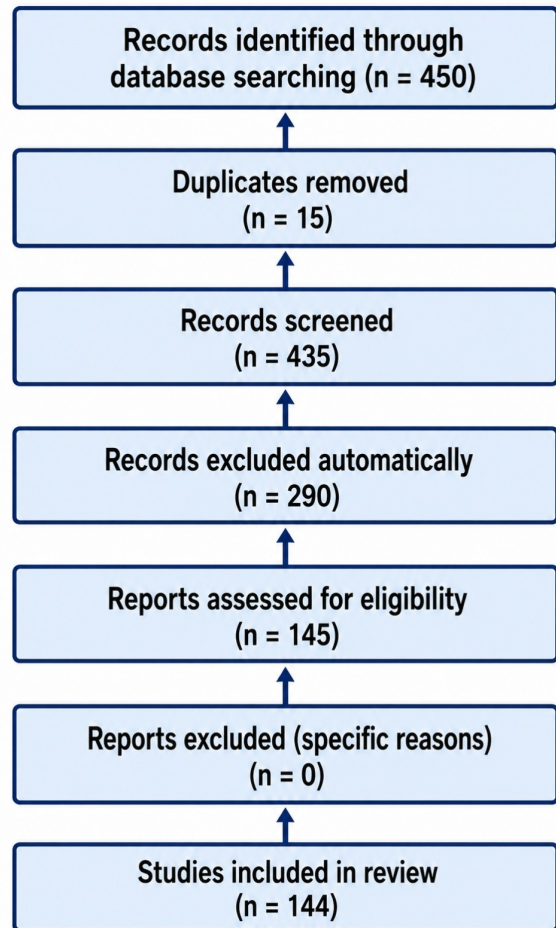 Records identified through
database searching (n = 450)
Duplicates removed
(n = 15)
Records screened
(n = 435)
Records excluded automatically
(n = 290)
Reports assessed for eligibility
(n = 145)
Reports excluded (specific reasons)
(n = 0)
Studies included in review
(n = 144)